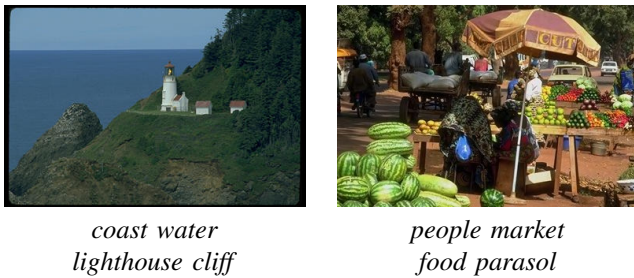 coast water
lighthouse cliff
people market
food parasol